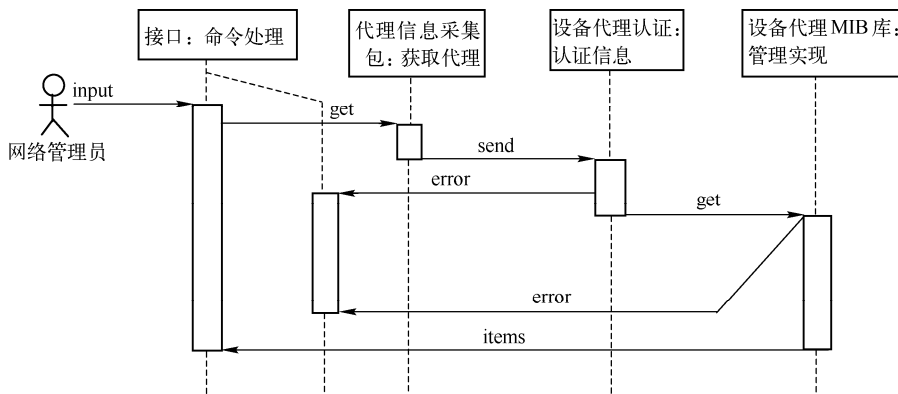 接口：命令处理
代理信息采集
包：获取代理
设备代理认证：
认证信息
设备代理MIB库：
管理实现
input
网络管理员
get
send
error
get
error
items